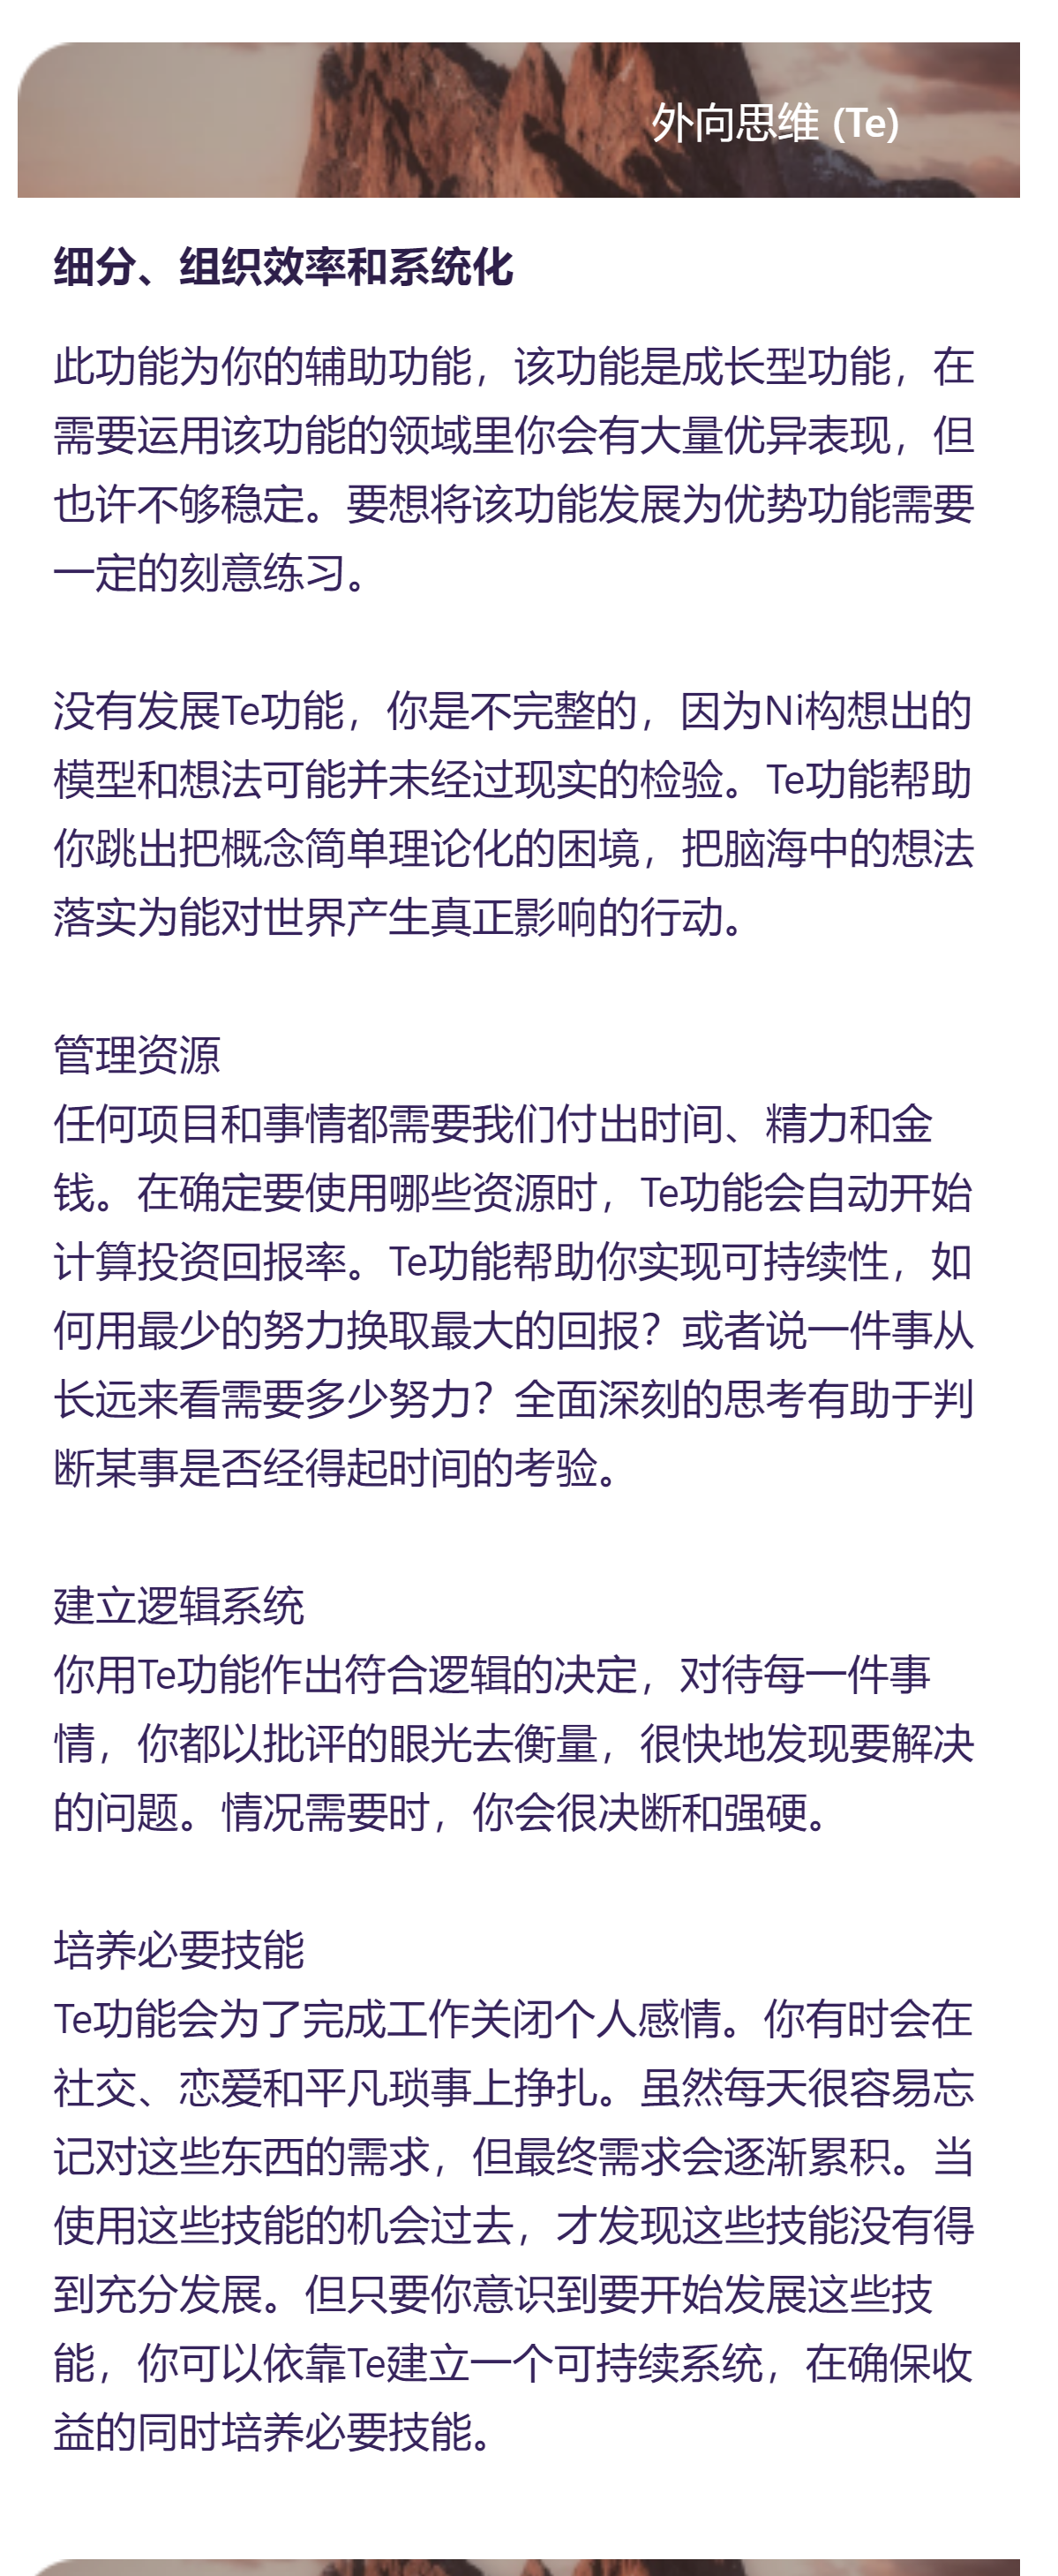 外向思维 (Te)
细分、组织效率和系统化
此功能为你的辅助功能，该功能是成长型功能，在
需要运用该功能的领域里你会有大量优异表现，但
也许不够稳定。要想将该功能发展为优势功能需要
一定的刻意练习。
没有发展Te功能，你是不完整的，因为Ni构想出的
模型和想法可能并未经过现实的检验。Te功能帮助
你跳出把概念简单理论化的困境，把脑海中的想法
落实为能对世界产生真正影响的行动。
管理资源
任何项目和事情都需要我们付出时间、精力和金
钱。在确定要使用哪些资源时，Te功能会自动开始
计算投资回报率。Te功能帮助你实现可持续性，如
何用最少的努力换取最大的回报？或者说一件事从
长远来看需要多少努力？全面深刻的思考有助于判
断某事是否经得起时间的考验。
建立逻辑系统
你用Te功能作出符合逻辑的决定，对待每一件事
情，你都以批评的眼光去衡量，很快地发现要解决
的问题。情况需要时，你会很决断和强硬。
培养必要技能
Te功能会为了完成工作关闭个人感情。你有时会在
社交、恋爱和平凡琐事上挣扎。虽然每天很容易忘
记对这些东西的需求，但最终需求会逐渐累积。当
使用这些技能的机会过去，才发现这些技能没有得
到充分发展。但只要你意识到要开始发展这些技
能，你可以依靠Te建立一个可持续系统，在确保收
益的同时培养必要技能。